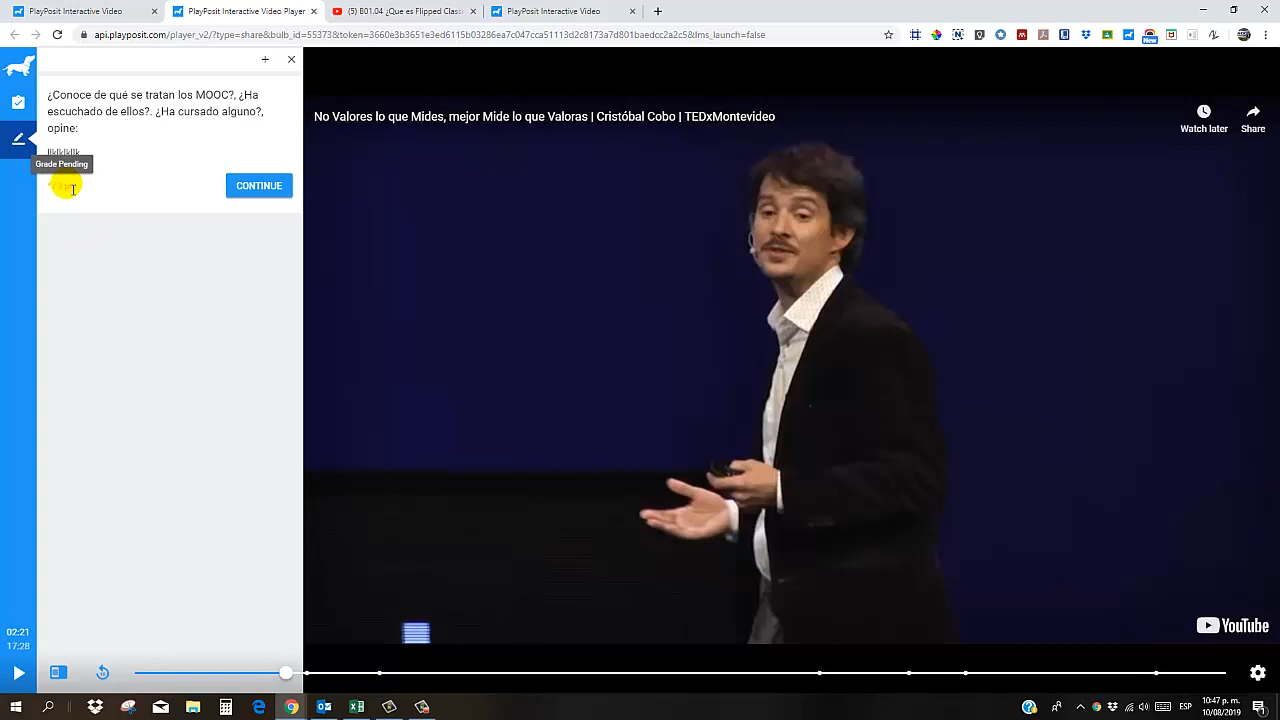 PlayPosit Interactive Video
PlayPosit Interactive Video Player
(5) B01.04 ¿Que es Flipped Class
PlayPosit Interactive Video
api.playposit.com/player_v2/?type=share&bulb_id=55373&token=3660e3b3651e3ed6115b03286ea7c047cca51113d2c8173a7d801baedcc2a2c5&lms_launch=false
New
¿Conoce de qué se tratan los MOOC?, ¿Ha
escuchado de ellos?. ¿Ha cursado alguno?,
opine:
Grade Pending
CONTINUE
No Valores lo que Mides, mejor Mide lo que Valoras | Cristóbal Cobo | TEDxMontevideo
Watch later
Share
YouTube
02:21
17:28
ESP
10:47 p. m.
10/08/2019